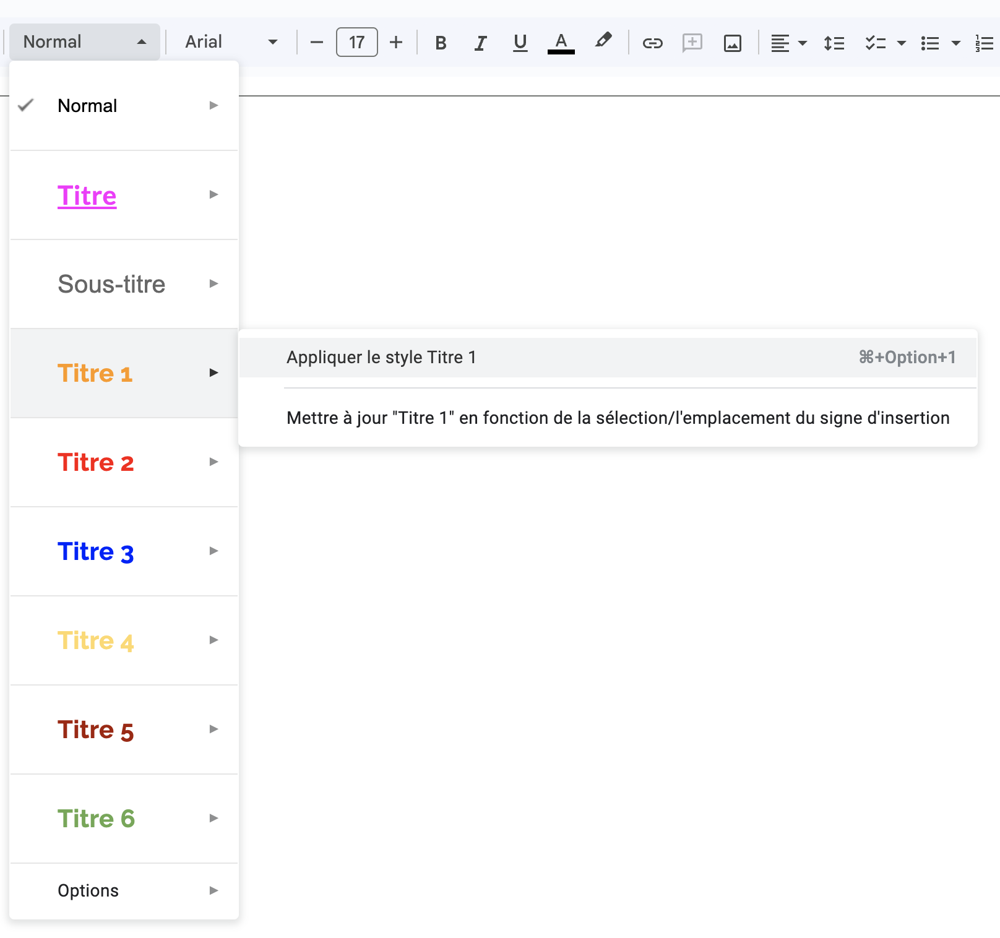 Normal Arial 17 B I U A
Normal
Titre
Sous-titre
Titre 1
Appliquer le style Titre 1 ⌘+Option+1
Mettre à jour "Titre 1" en fonction de la sélection/l'emplacement du signe d'insertion
Titre 2
Titre 3
Titre 4
Titre 5
Titre 6
Options